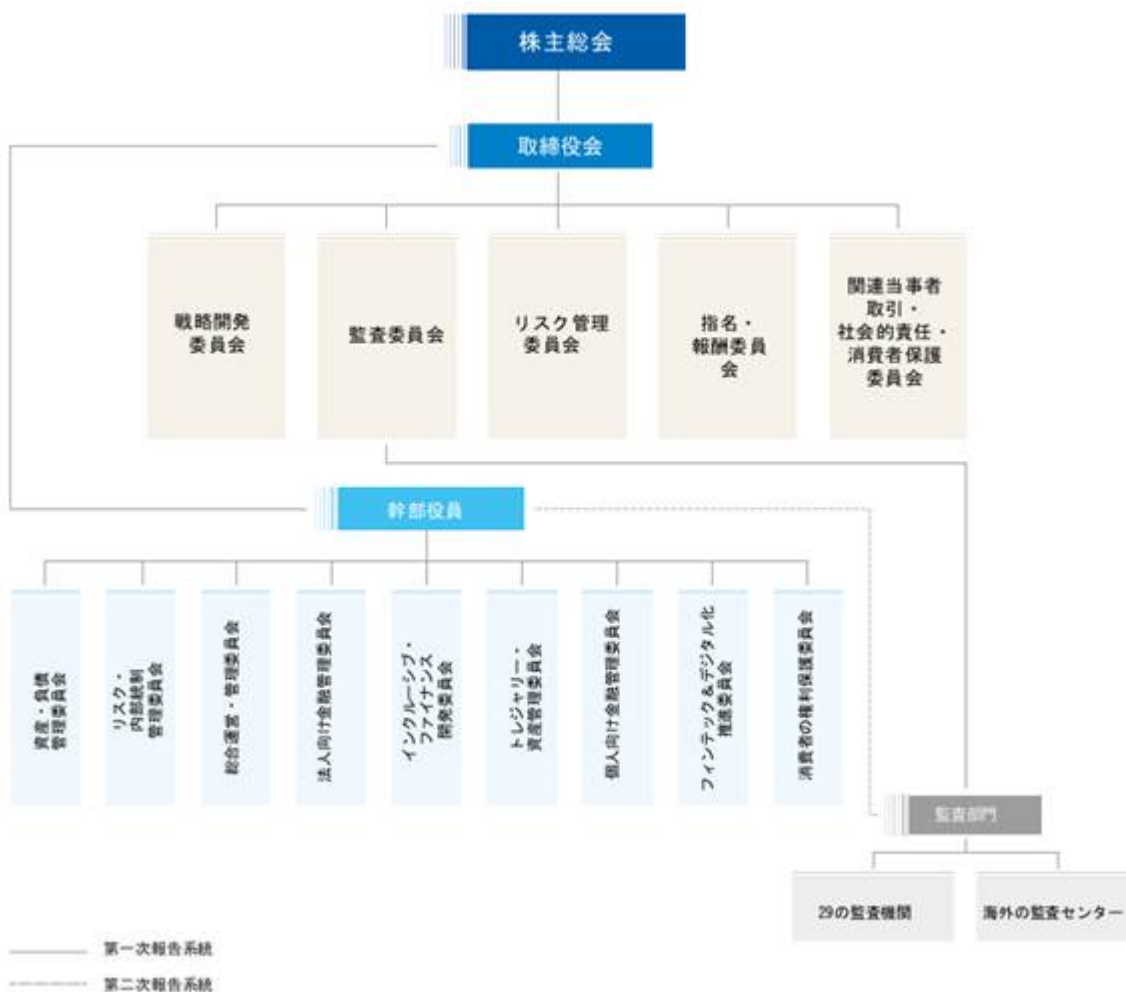 株主総会
取締役会
戦略開発
委員会
監査委員会
リスク管理
委員会
指名・
報酬委員
会
関連当事者
取引・
社会的責任・
消費者保護
委員会
幹部役員
資産・負債
管理委員会
リスク・
内部統制
管理委員会
総合運営・管理委員会
法人向け金融管理委員会
インクルーシブ・
ファイナンス
開発委員会
トレジャリー・
資産管理委員会
個人向け金融管理委員会
フィンテック＆デジタル化
推進委員会
消費者の権利保護委員会
監査部門
29の監査機関
海外の監査センター
第一次報告系統
第二次報告系統